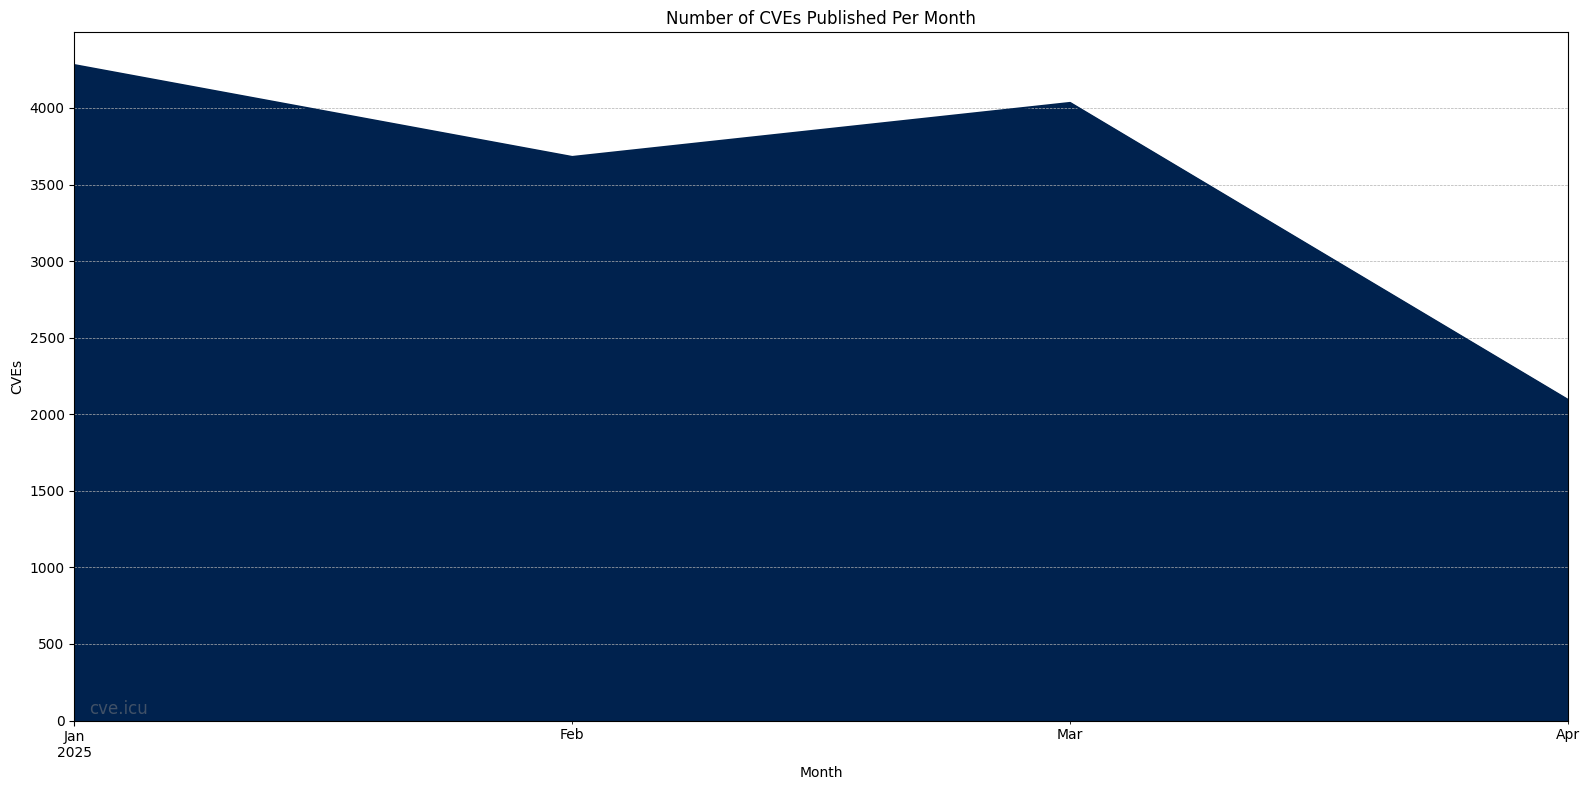 Number of CVEs Published Per Month
CVEs
4000
3500
3000
2500
2000
1500
1000
500
0
cve.icu
Jan
2025
Feb
Mar
Apr
Month